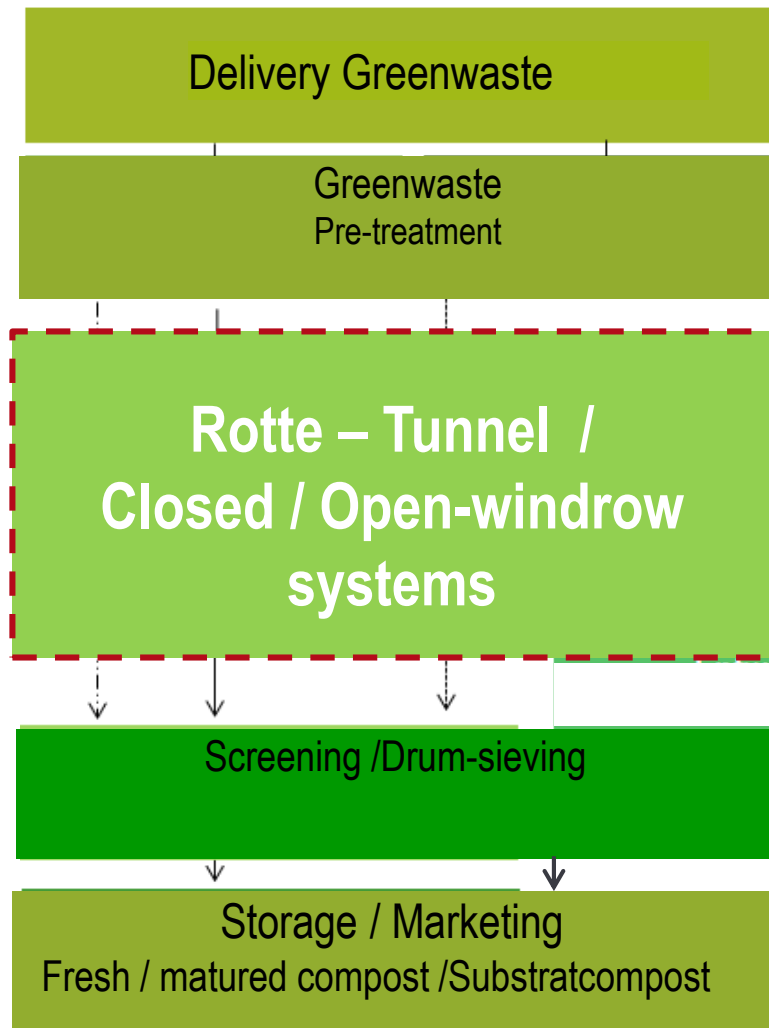 Delivery Greenwaste
Greenwaste
Pre-treatment
Rotte – Tunnel /
Closed / Open-windrow
systems
Screening /Drum-sieving
Storage / Marketing
Fresh / matured compost /Substratcompost